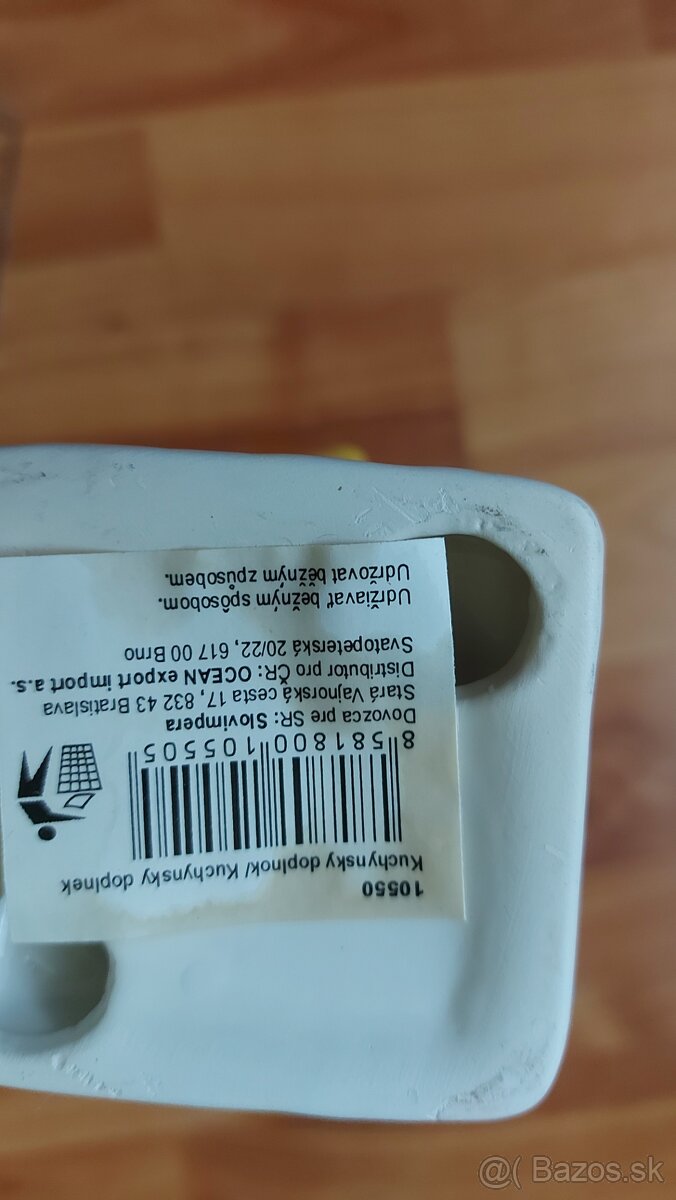 10550
Kuchynsky doplnok/ Kuchynsky doplnek
8 581800 105505
Dovozca pre SR: Slovimpera
Stará Vajnorská cesta 17, 832 43 Bratislava
Distributor pro ČR: OCEAN export import a.s.
Svatopeterská 20/22, 617 00 Brno
Udržiavať bežným spôsobom.
Udržovat běžným způsobem.
@( Bazos.sk